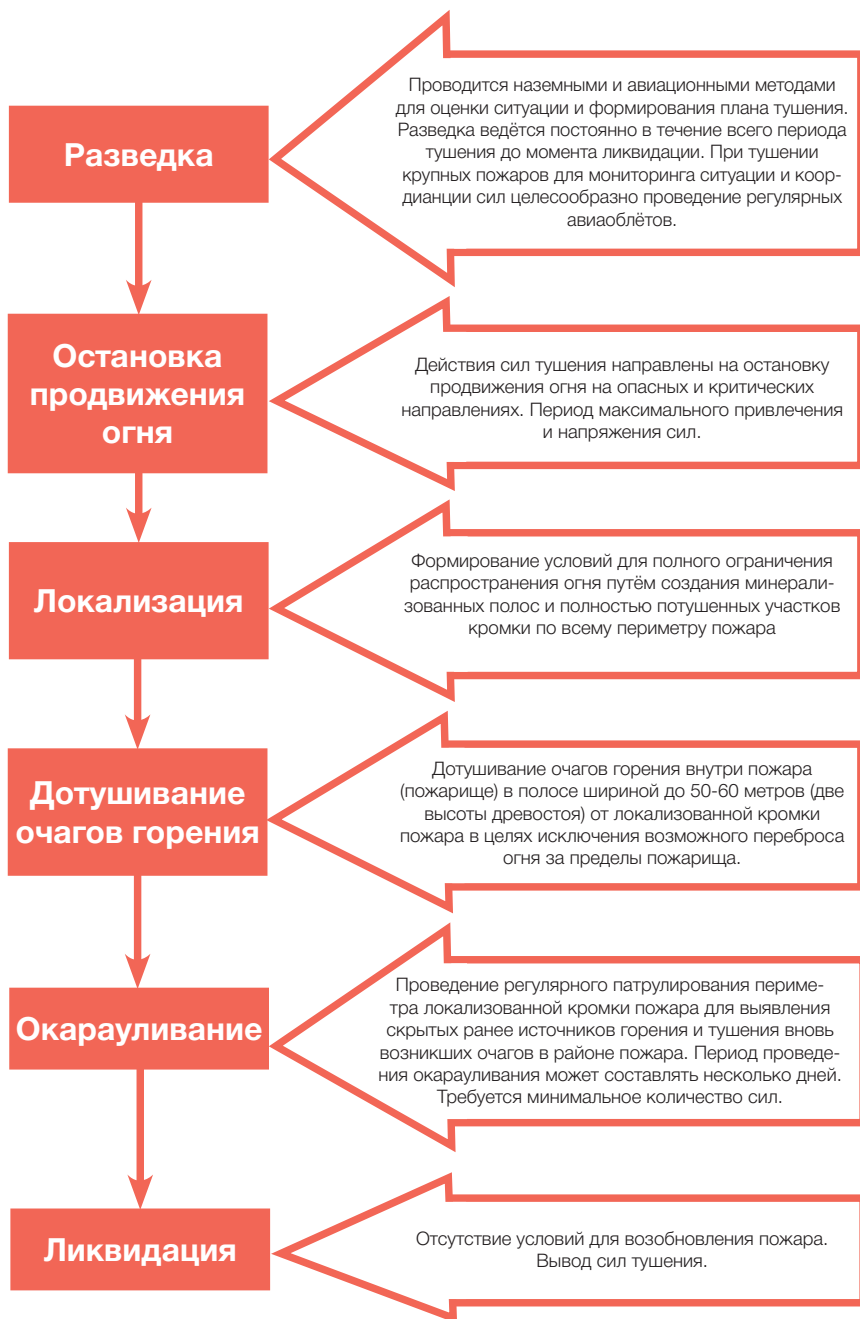 Разведка
Проводится наземными и авиационными методами
для оценки ситуации и формирования плана тушения.
Разведка ведётся постоянно в течение всего периода
тушения до момента ликвидации. При тушении
крупных пожаров для мониторинга ситуации и коор-
дианции сил целесообразно проведение регулярных
авиаоблётов.
Остановка
продвижения
огня
Действия сил тушения направлены на остановку
продвижения огня на опасных и критических
направлениях. Период максимального привлечения
и напряжения сил.
Локализация
Формирование условий для полного ограничения
распространения огня путём создания минерали-
зованных полос и полностью потушенных участков
кромки по всему периметру пожара
Дотушивание
очагов горения
Дотушивание очагов горения внутри пожара
(пожарище) в полосе шириной до 50-60 метров (две
высоты древостоя) от локализованной кромки
пожара в целях исключения возможного переброса
огня за пределы пожарища.
Окарауливание
Проведение регулярного патрулирования периме-
тра локализованной кромки пожара для выявления
скрытых ранее источников горения и тушения вновь
возникших очагов в районе пожара. Период проведе-
ния окарауливания может составлять несколько дней.
Требуется минимальное количество сил.
Ликвидация
Отсутствие условий для возобновления пожара.
Вывод сил тушения.